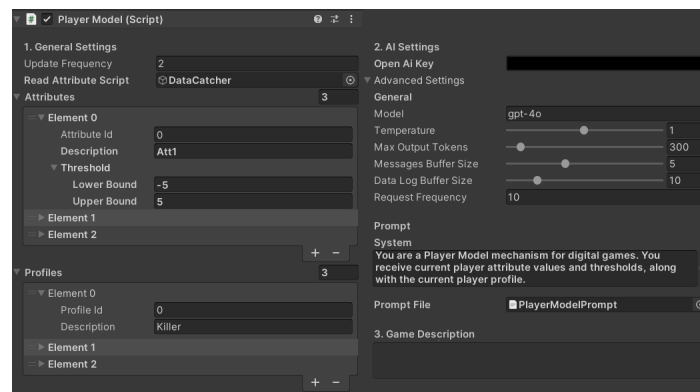 Player Model (Script)
1. General Settings
Update Frequency 2
Read Attribute Script DataCatcher
Attributes 3
Element 0
Attribute Id 0
Description Att1
Threshold
Lower Bound -5
Upper Bound 5
Element 1
Element 2
+ -
Profiles 3
Element 0
Profile Id 0
Description Killer
Element 1
Element 2
+ -
2. AI Settings
Open Ai Key
Advanced Settings
General
Model gpt-4o
Temperature 1
Max Output Tokens 300
Messages Buffer Size 5
Data Log Buffer Size 10
Request Frequency 10
Prompt
System
You are a Player Model mechanism for digital games. You
receive current player attribute values and thresholds, along
with the current player profile.
Prompt File PlayerModelPrompt
3. Game Description